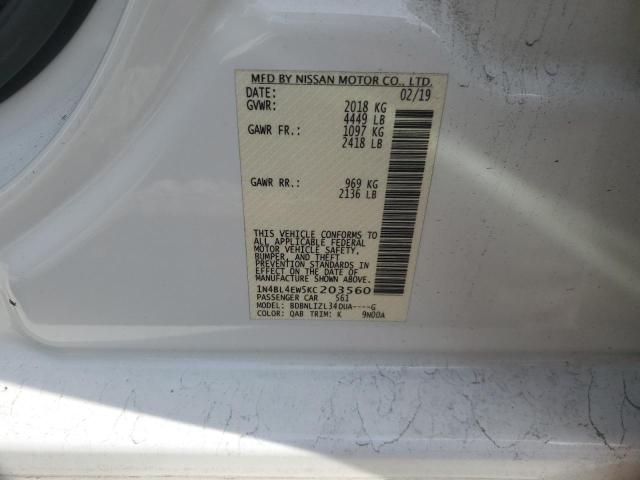 MFD BY NISSAN MOTOR CO., LTD.
DATE: 02/19
GVWR: 2018 KG
4449 LB
GAWR FR: 1097 KG
2418 LB
GAWR RR: 969 KG
2136 LB
THIS VEHICLE CONFORMS TO
ALL APPLICABLE FEDERAL
MOTOR VEHICLE SAFETY,
BUMPER, AND THEFT
PREVENTION STANDARDS IN
EFFECT ON THE DATE OF
MANUFACTURE SHOWN ABOVE.
1N4BL4EW5KC203560
PASSENGER CAR 561
MODEL: BDBNLIZL34DUA----G
COLOR: QAB TRIM: K 9N00A